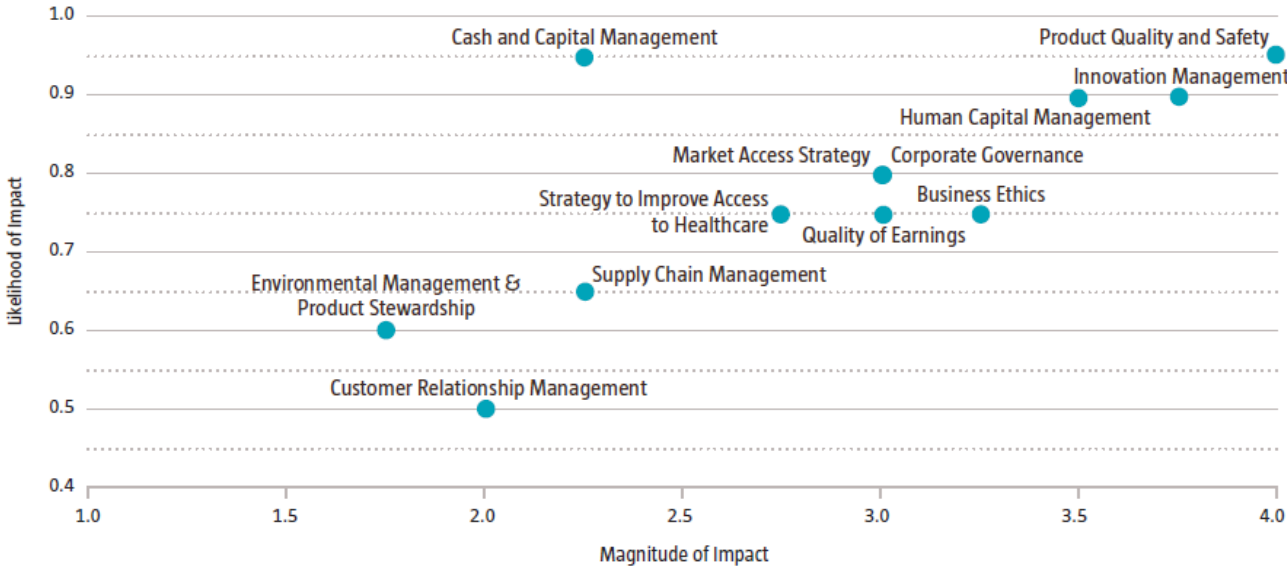 1.0
Cash and Capital Management
Product Quality and Safety
Innovation Management
0.9
Human Capital Management
Market Access Strategy
Corporate Governance
0.8
Strategy to Improve Access
to Healthcare
Business Ethics
Quality of Earnings
0.7
Environmental Management &
Product Stewardship
Supply Chain Management
0.6
Customer Relationship Management
0.5
0.4
Likelihood of Impact
1.0 1.5 2.0 2.5 3.0 3.5 4.0
Magnitude of Impact